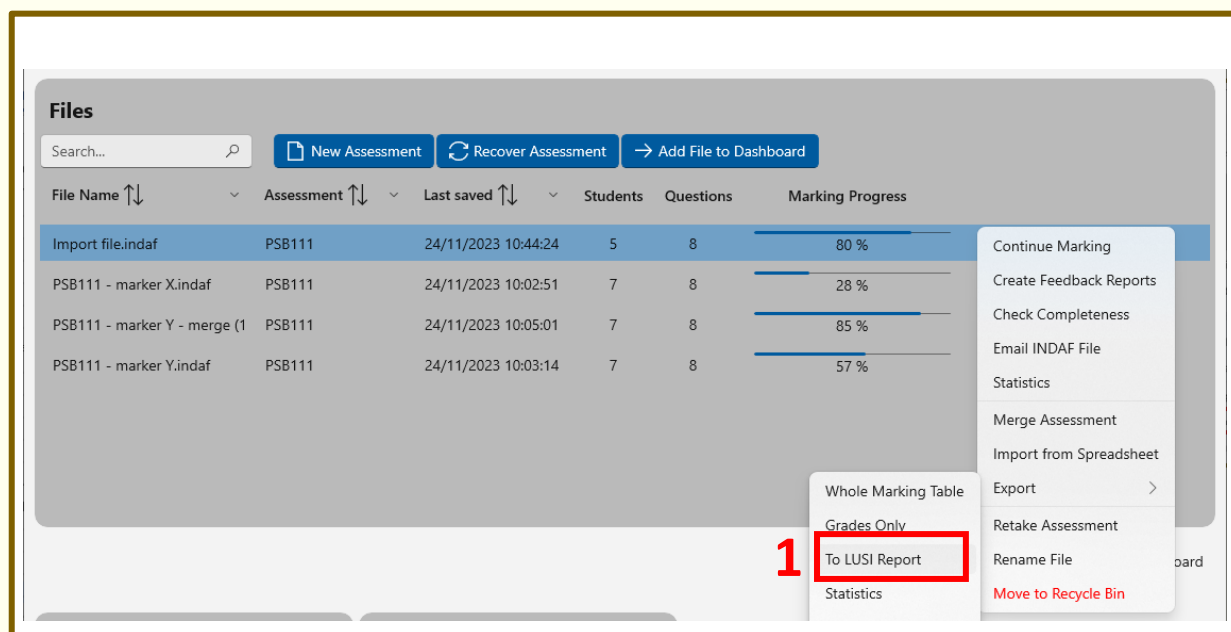 Files
Search...
New Assessment
Recover Assessment
Add File to Dashboard
File Name Assessment Last saved Students Questions Marking Progress
Import file.indaf PSB111 24/11/2023 10:44:24 5 8 80 %
PSB111 - marker X.indaf PSB111 24/11/2023 10:02:51 7 8 28 %
PSB111 - marker Y - merge (1 PSB111 24/11/2023 10:05:01 7 8 85 %
PSB111 - marker Y.indaf PSB111 24/11/2023 10:03:14 7 8 57 %
Continue Marking
Create Feedback Reports
Check Completeness
Email INDAF File
Statistics
Merge Assessment
Import from Spreadsheet
Export
Retake Assessment
Rename File
Move to Recycle Bin
Whole Marking Table
Grades Only
1 To LUSI Report
Statistics
oard